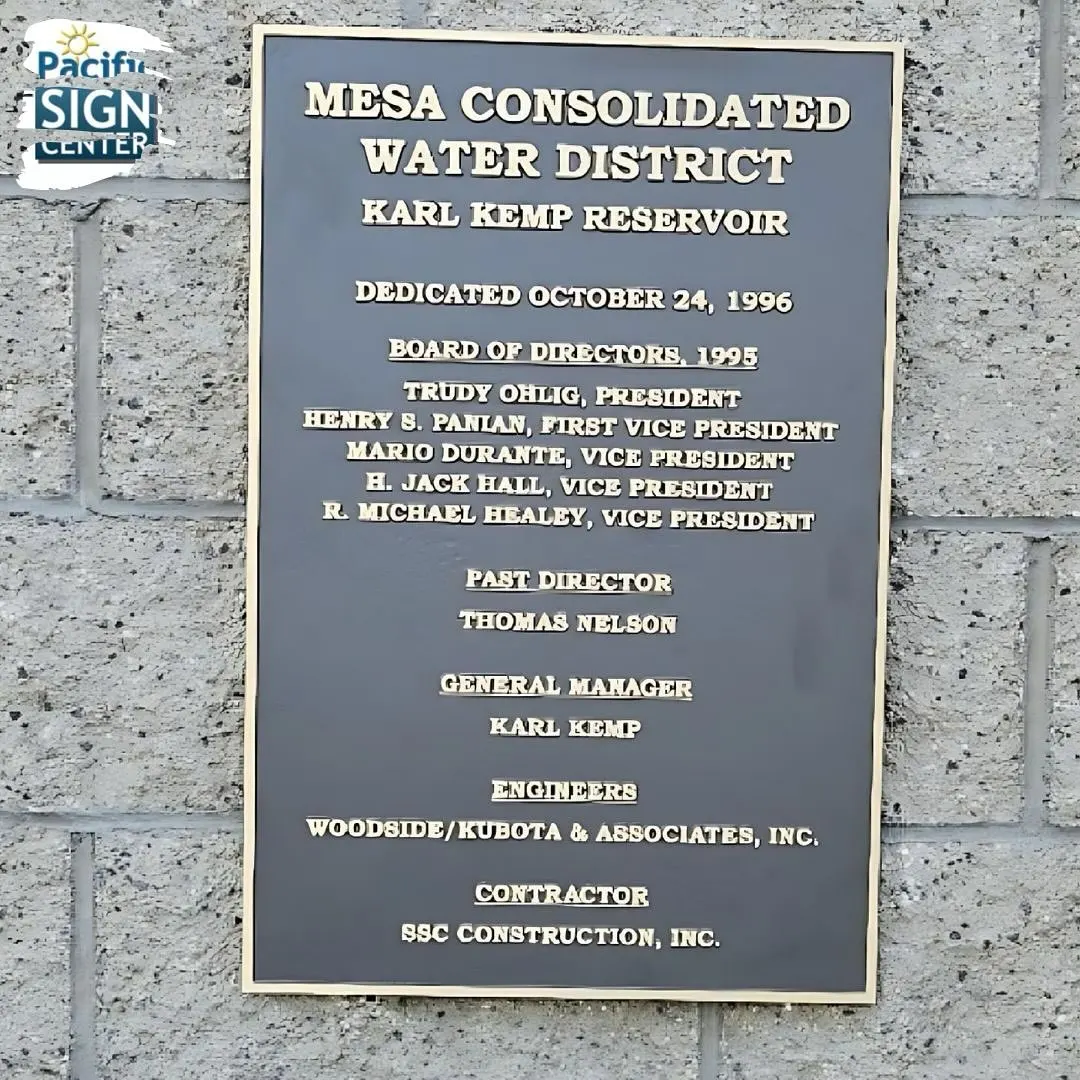 Pacific
SIGN
CENTER
MESA CONSOLIDATED
WATER DISTRICT
KARL KEMP RESERVOIR
DEDICATED OCTOBER 24, 1996
BOARD OF DIRECTORS, 1995
TRUDY OHLIG, PRESIDENT
HENRY S. PANIAN, FIRST VICE PRESIDENT
MARIO DURANTE, VICE PRESIDENT
H. JACK HALL, VICE PRESIDENT
R. MICHAEL HEALEY, VICE PRESIDENT
PAST DIRECTOR
THOMAS NELSON
GENERAL MANAGER
KARL KEMP
ENGINEERS
WOODSIDE/KUBOTA & ASSOCIATES, INC.
CONTRACTOR
SSC CONSTRUCTION, INC.